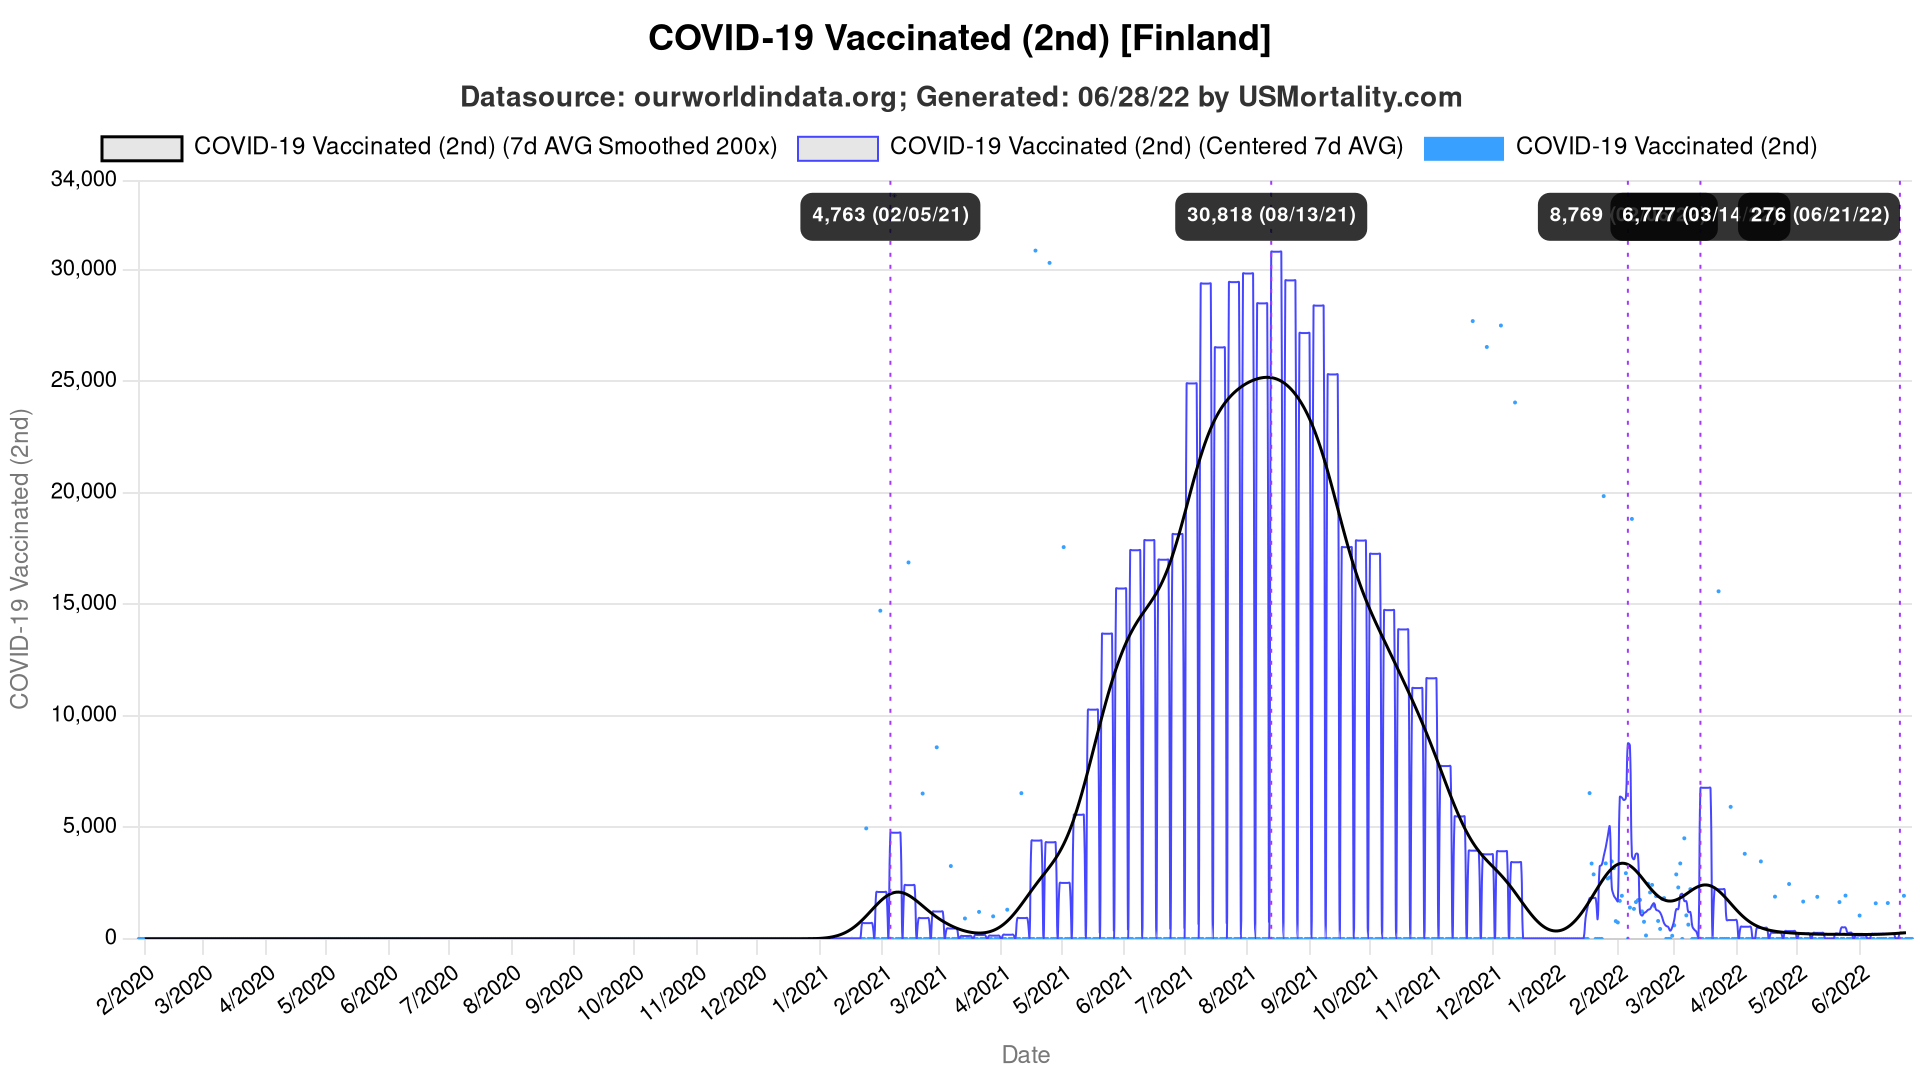 COVID-19 Vaccinated (2nd) [Finland]
Datasource: ourworldindata.org; Generated: 06/28/22 by USMortality.com
COVID-19 Vaccinated (2nd) (7d AVG Smoothed 200x) COVID-19 Vaccinated (2nd) (Centered 7d AVG) COVID-19 Vaccinated (2nd)
34,000
4,763 (02/05/21) 30,818 (08/13/21) 8,769 6,777 (03/14 276 (06/21/22)
30,000
25,000
20,000
15,000
10,000
5,000
0
COVID-19 Vaccinated (2nd)
2/2020 3/2020 4/2020 5/2020 6/2020 7/2020 8/2020 9/2020 10/2020 11/2020 12/2020 1/2021 2/2021 3/2021 4/2021 5/2021 6/2021 7/2021 8/2021 9/2021 10/2021 11/2021 12/2021 1/2022 2/2022 3/2022 4/2022 5/2022 6/2022
Date